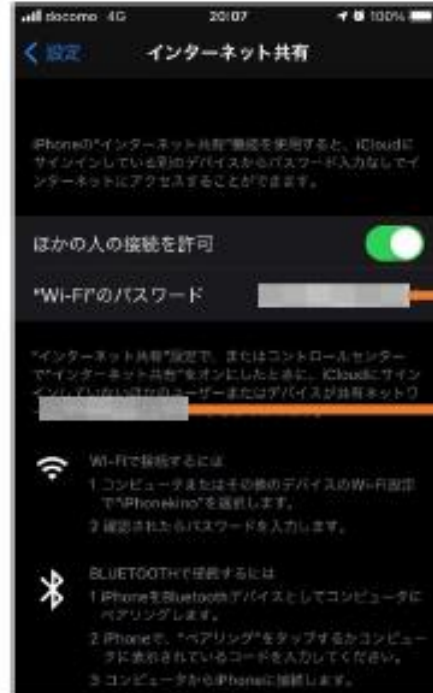 docomo 4G 20:07 100%
設定 インターネット共有
iPhoneの"インターネット共有"機能を使用すると、iCloudに
サインインしている別のデバイスからパスワード入力なしでイ
ンターネットにアクセスすることができます。
ほかの人の接続を許可
"Wi-Fi"のパスワード
"インターネット共有"設定で、またはコントロールセンター
で"インターネット共有"をオンにしたときに、iCloudにサイン
インしていないほかのユーザーまたはデバイスが共有ネットワ
Wi-Fiで接続するには
1 コンピュータまたはその他のデバイスのWi-Fi設定
で"iPhonekino"を選択します。
2 確認されたらパスワードを入力します。
BLUETOOTHで接続するには
1 iPhoneをBluetoothデバイスとしてコンピュータに
ペアリングします。
2 iPhoneで、"ペアリング"をタップするかコンピュー
タに表示されているコードを入力してください。
3 コンピュータからiPhoneに接続します。